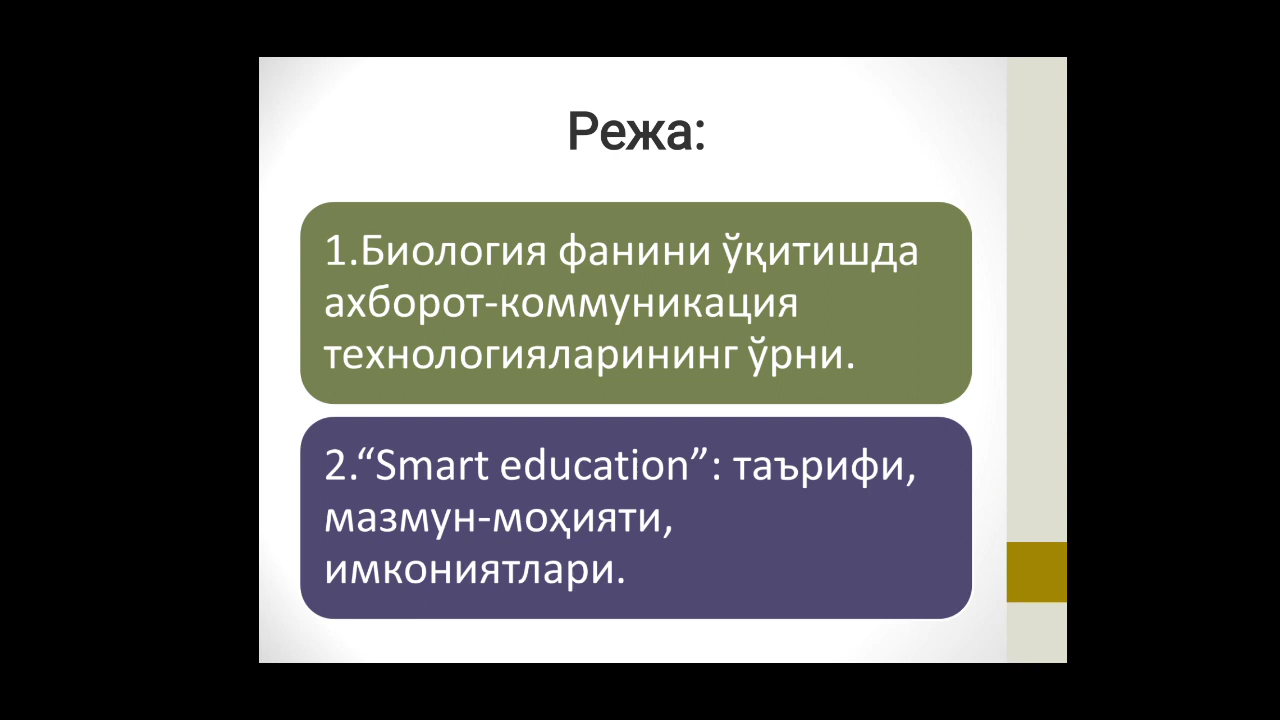 Режа:
1.Биология фанини ўқитишда
ахборот-коммуникация
технологияларининг ўрни.
2.“Smart education”: таърифи,
мазмун-моҳияти,
имкониятлари.